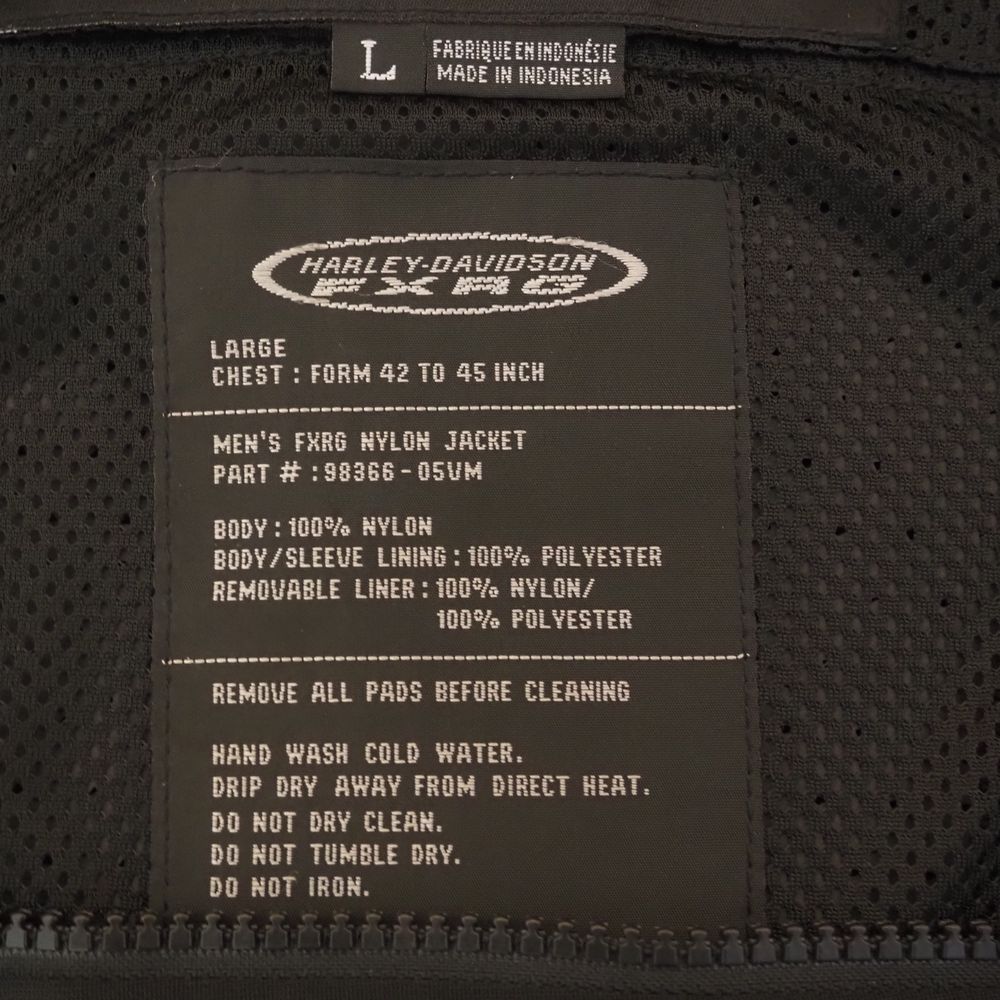 L
FABRIQUE EN INDONÉSIE
MADE IN INDONESIA
HARLEY-DAVIDSON
FXRG
LARGE
CHEST : FORM 42 TO 45 INCH
MEN'S FXRG NYLON JACKET
PART # :98366-05VM
BODY : 100% NYLON
BODY/SLEEVE LINING : 100% POLYESTER
REMOVABLE LINER : 100% NYLON/
100% POLYESTER
REMOVE ALL PADS BEFORE CLEANING
HAND WASH COLD WATER.
DRIP DRY AWAY FROM DIRECT HEAT.
DO NOT DRY CLEAN.
DO NOT TUMBLE DRY.
DO NOT IRON.